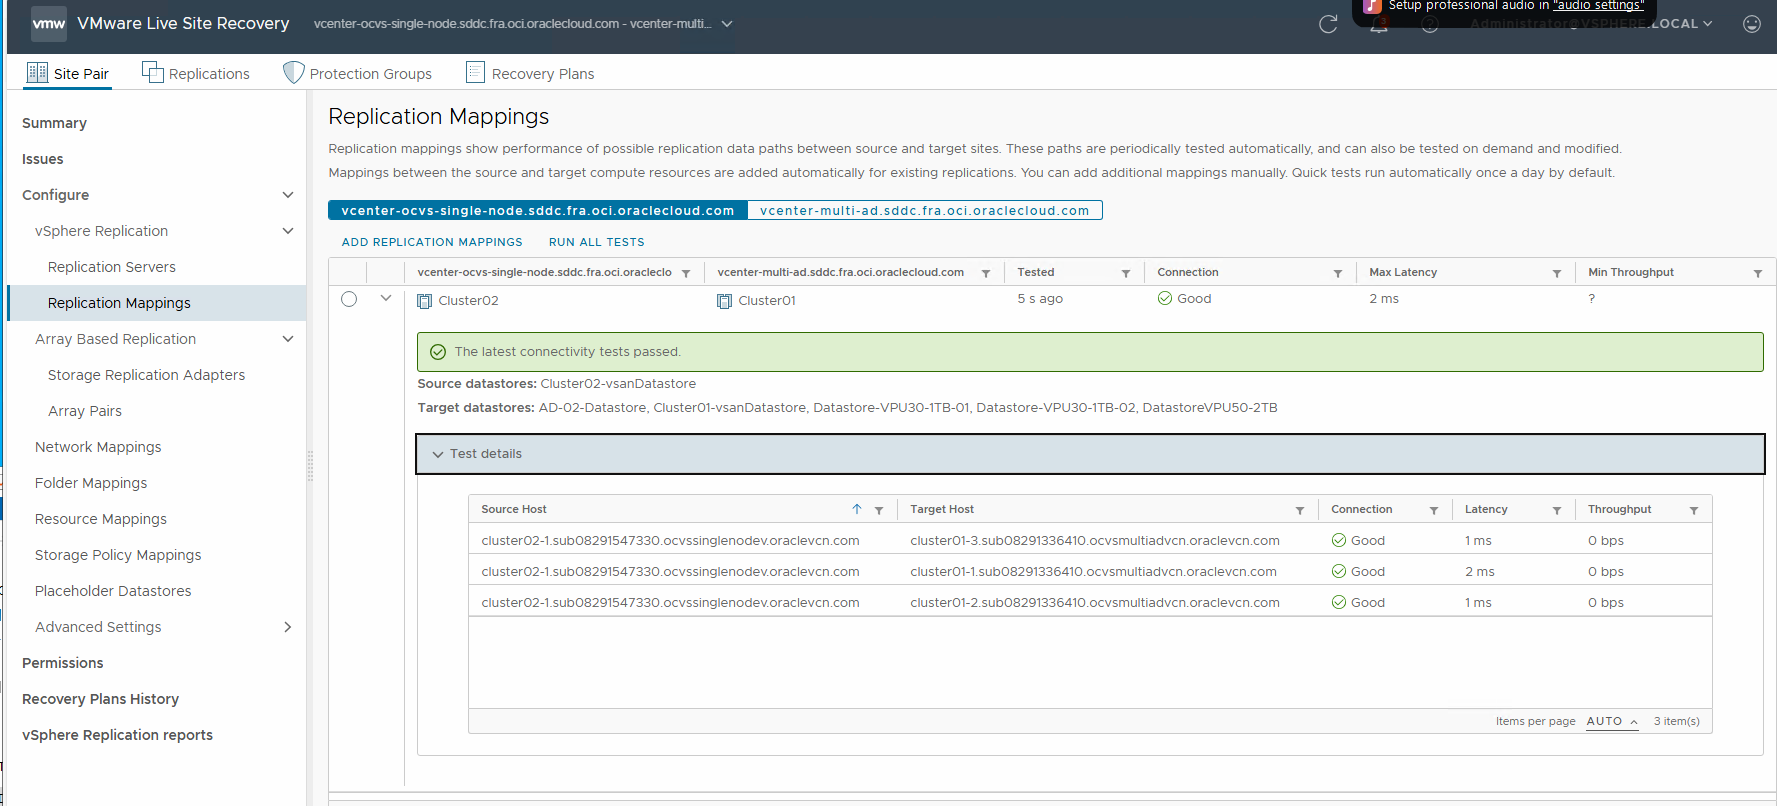 Setup professional audio in "audio settings"
vmw VMware Live Site Recovery vcenter-ocvs-single-node.sddc.fra.oci.oraclecloud.com - vcenter-multi... Administrator@VSPHERE.LOCAL
Site Pair Replications Protection Groups Recovery Plans
Summary
Issues
Configure
vSphere Replication
Replication Servers
Replication Mappings
Array Based Replication
Storage Replication Adapters
Array Pairs
Network Mappings
Folder Mappings
Resource Mappings
Storage Policy Mappings
Placeholder Datastores
Advanced Settings
Permissions
Recovery Plans History
vSphere Replication reports
Replication Mappings
Replication mappings show performance of possible replication data paths between source and target sites. These paths are periodically tested automatically, and can also be tested on demand and modified.
Mappings between the source and target compute resources are added automatically for existing replications. You can add additional mappings manually. Quick tests run automatically once a day by default.
vcenter-ocvs-single-node.sddc.fra.oci.oraclecloud.com vcenter-multi-ad.sddc.fra.oci.oraclecloud.com
ADD REPLICATION MAPPINGS RUN ALL TESTS
vcenter-ocvs-single-node.sddc.fra.oci.oracleclo vcenter-multi-ad.sddc.fra.oci.oraclecloud.com Tested Connection Max Latency Min Throughput
Cluster02 Cluster01 5 s ago Good 2 ms ?
The latest connectivity tests passed.
Source datastores: Cluster02-vsanDatastore
Target datastores: AD-02-Datastore, Cluster01-vsanDatastore, Datastore-VPU30-1TB-01, Datastore-VPU30-1TB-02, DatastoreVPU50-2TB
Test details
Source Host Target Host Connection Latency Throughput
cluster02-1.sub08291547330.ocvssinglenodev.oraclevcn.com cluster01-3.sub08291336410.ocvsmultiadvcn.oraclevcn.com Good 1 ms 0 bps
cluster02-1.sub08291547330.ocvssinglenodev.oraclevcn.com cluster01-1.sub08291336410.ocvsmultiadvcn.oraclevcn.com Good 2 ms 0 bps
cluster02-1.sub08291547330.ocvssinglenodev.oraclevcn.com cluster01-2.sub08291336410.ocvsmultiadvcn.oraclevcn.com Good 1 ms 0 bps
Items per page AUTO 3 item(s)